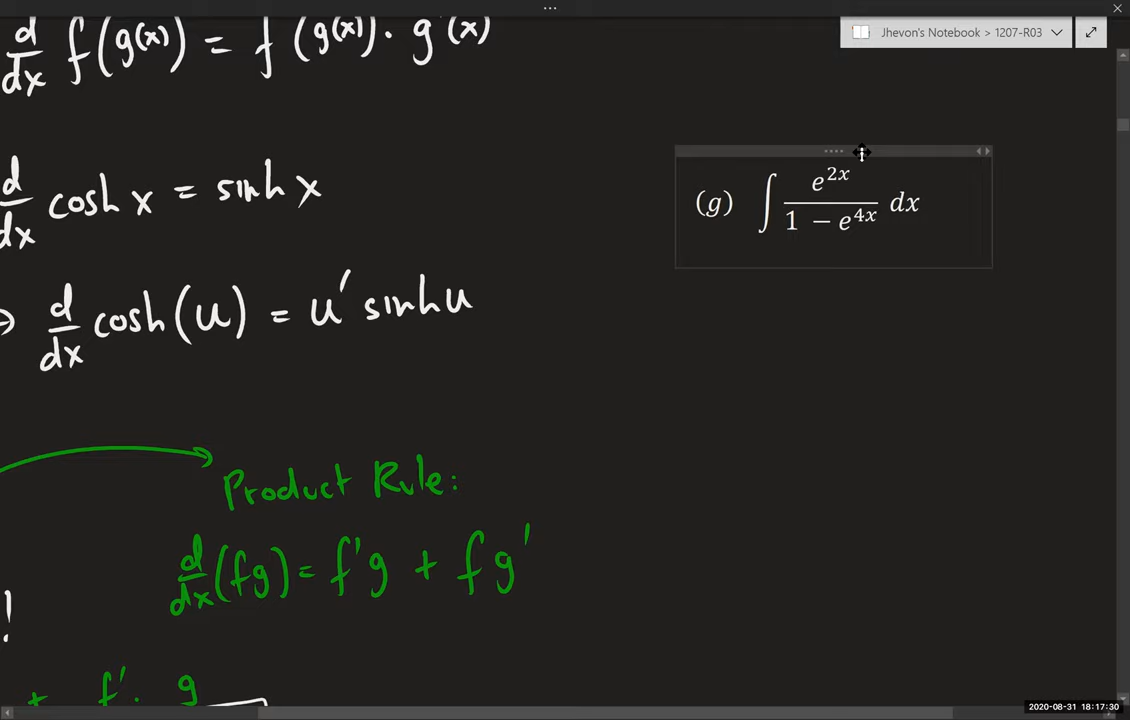 Jhevon's Notebook > 1207-R03
d/dx f(g(x)) = f (g(x)) · g'(x)
d/dx cosh x = sinh x
d/dx cosh(u) = u' sinh u
(g) ∫ e^{2x} / (1 − e^{4x}) dx
Product Rule:
d/dx (fg) = f'g + fg'
!
+ f' · g
2020-08-31 18:17:30